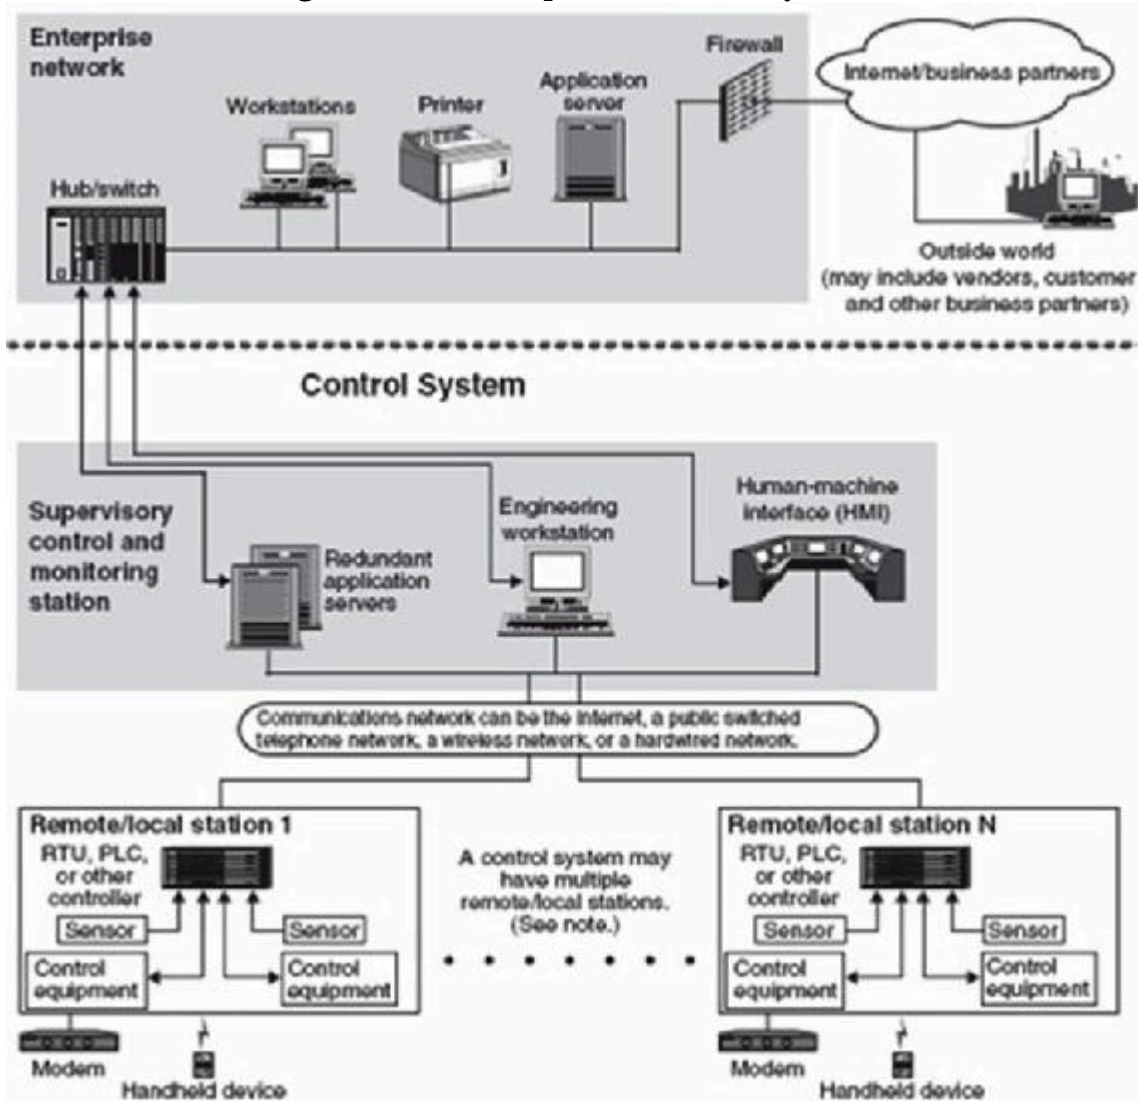 Enterprise
network
Workstations
Printer
Application
server
Firewall
Internet/business partners
Hub/switch
Outside world
(may include vendors, customer
and other business partners)
Control System
Supervisory
control and
monitoring
station
Redundant
application
servers
Engineering
workstation
Human-machine
interface (HMI)
Communications network can be the Internet, a public switched
telephone network, a wireless network, or a hardwired network.
Remote/local station 1
RTU, PLC,
or other
controller
Sensor
Sensor
Control
equipment
Control
equipment
Modem
Handheld device
A control system may
have multiple
remote/local stations.
(See note.)
Remote/local station N
RTU, PLC,
or other
controller
Sensor
Sensor
Control
equipment
Control
equipment
Modem
Handheld device